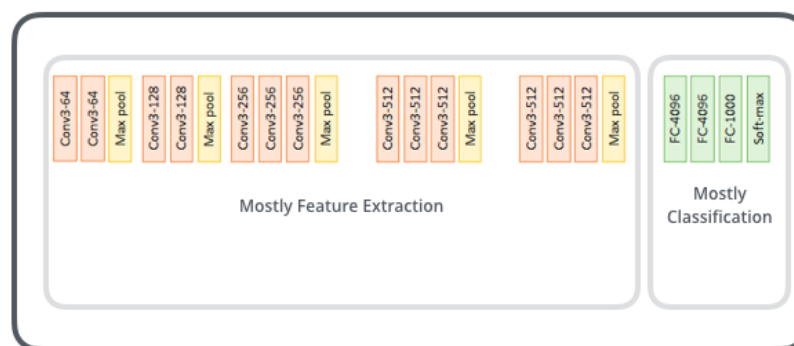 Conv3-64
Conv3-64
Max pool
Conv3-128
Conv3-128
Max pool
Conv3-256
Conv3-256
Conv3-256
Max pool
Conv3-512
Conv3-512
Conv3-512
Max pool
Conv3-512
Conv3-512
Conv3-512
Max pool
Mostly Feature Extraction
FC-4096
FC-4096
FC-1000
Soft-max
Mostly
Classification